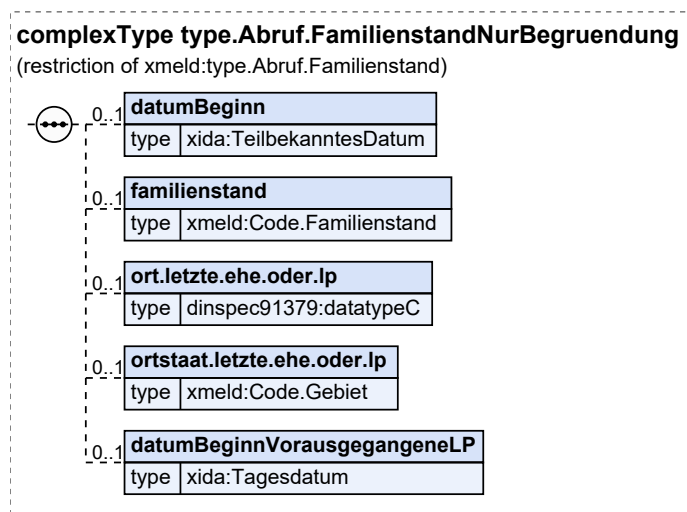 complexType type.Abruf.FamilienstandNurBegruendung
(restriction of xmeld:type.Abruf.Familienstand)
0..1 datumBeginn
type xida:TeilbekanntesDatum
0..1 familienstand
type xmeld:Code.Familienstand
0..1 ort.letzte.ehe.oder.lp
type dinspec91379:datatypeC
0..1 ortstaat.letzte.ehe.oder.lp
type xmeld:Code.Gebiet
0..1 datumBeginnVorausgegangeneLP
type xida:Tagesdatum